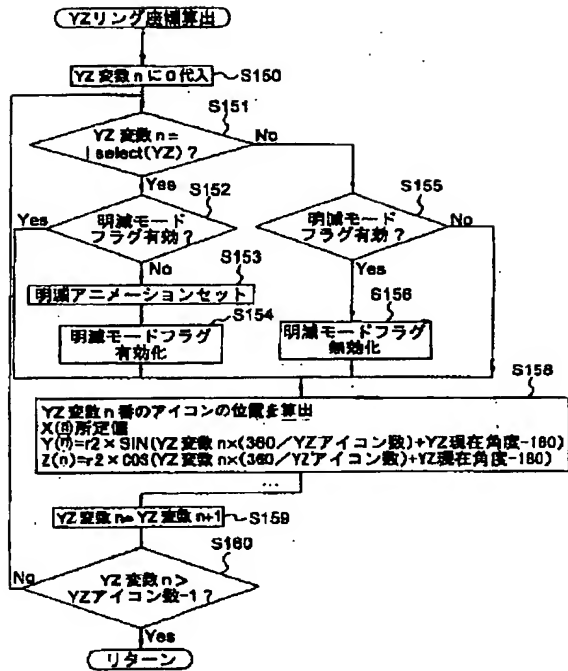 YZリング座標算出
YZ変数nに0代入
S150
S151
YZ変数n=
I select(YZ)?
No
Yes
S152
S155
Yes
明滅モード
フラグ有効?
明滅モード
フラグ有効?
No
No
S153
Yes
明滅アニメーションセット
S154
S156
明滅モードフラグ
有効化
明滅モードフラグ
無効化
S158
YZ変数n番のアイコンの位置を算出
X(n)所定値
Y(n)=r2×SIN(YZ変数n×(360/YZアイコン数)+YZ現在角度-180)
Z(n)=r2×COS(YZ変数n×(360/YZアイコン数)+YZ現在角度-180)
YZ変数n=YZ変数n+1
S159
S160
No
YZ変数n>
YZアイコン数-1?
Yes
リターン